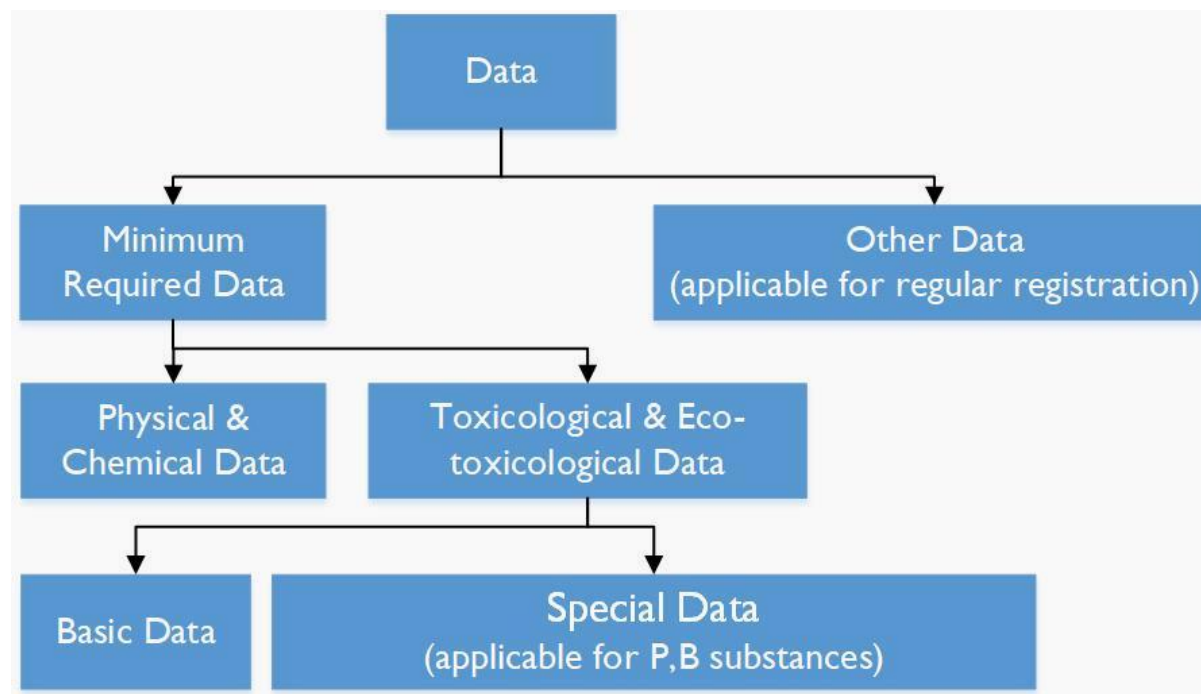 Data
Minimum
Required Data
Other Data
(applicable for regular registration)
Physical &
Chemical Data
Toxicological & Eco-
toxicological Data
Basic Data
Special Data
(applicable for P,B substances)